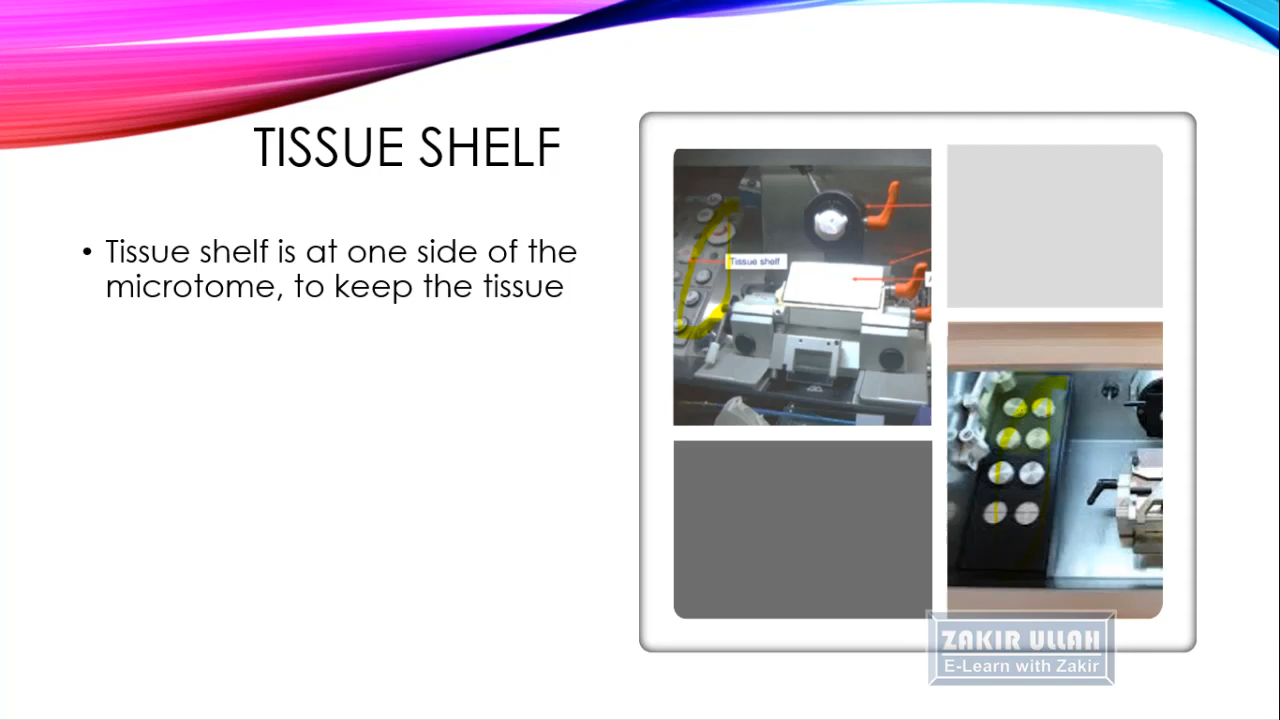 TISSUE SHELF
• Tissue shelf is at one side of the
microtome, to keep the tissue
Tissue shelf
ZAKIR ULLAH
E-Learn with Zakir